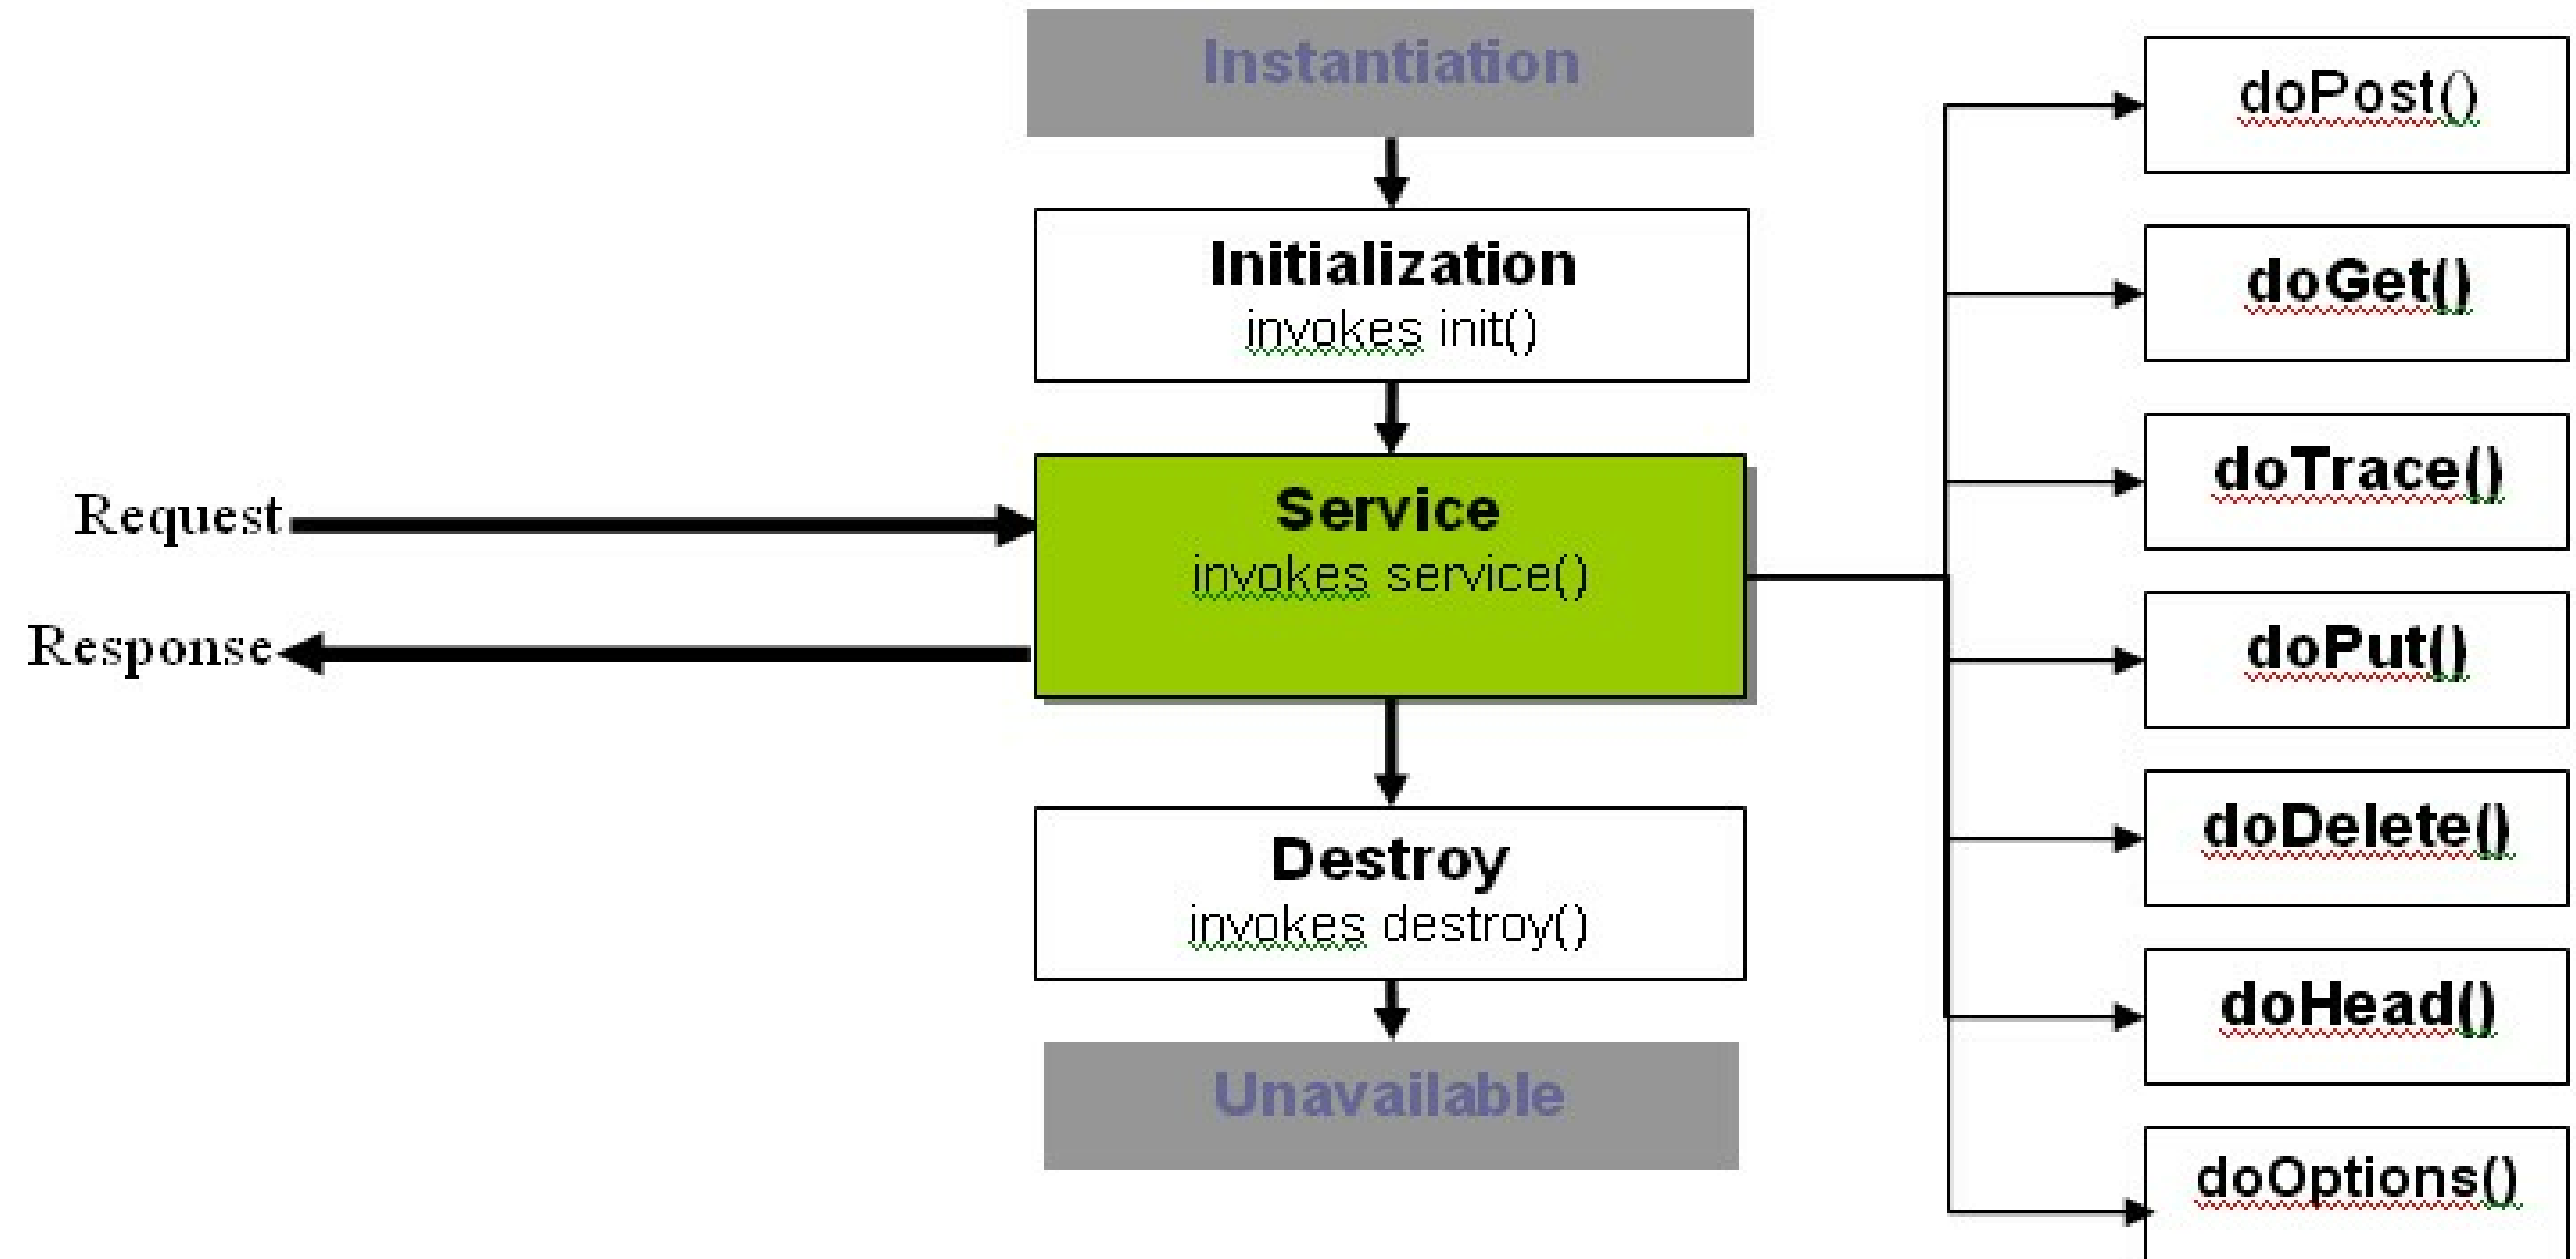 Instantiation
Initialization
invokes init()
Request
Service
invokes service()
Response
Destroy
invokes destroy()
Unavailable
doPost()
doGet()
doTrace()
doPut()
doDelete()
doHead()
doOptions()